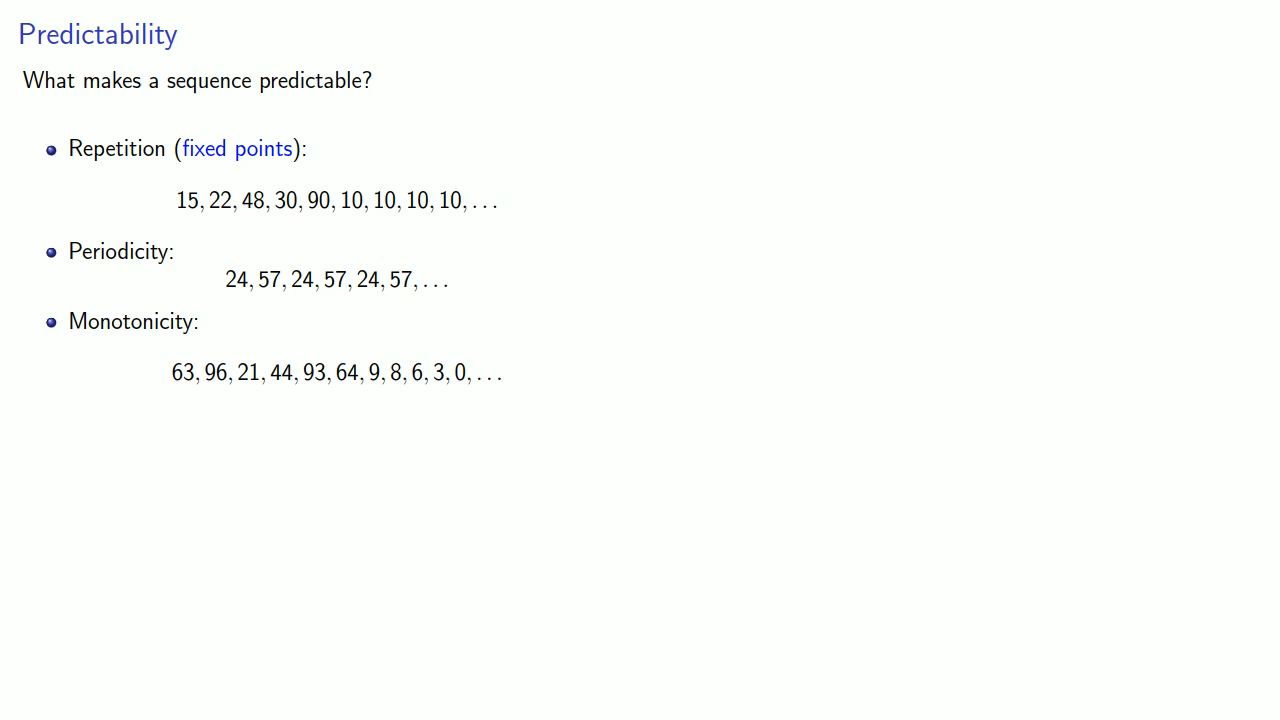 Predictability
What makes a sequence predictable?
Repetition (fixed points):
15, 22, 48, 30, 90, 10, 10, 10, 10, . . .
Periodicity:
24, 57, 24, 57, 24, 57, . . .
Monotonicity:
63, 96, 21, 44, 93, 64, 9, 8, 6, 3, 0, . . .